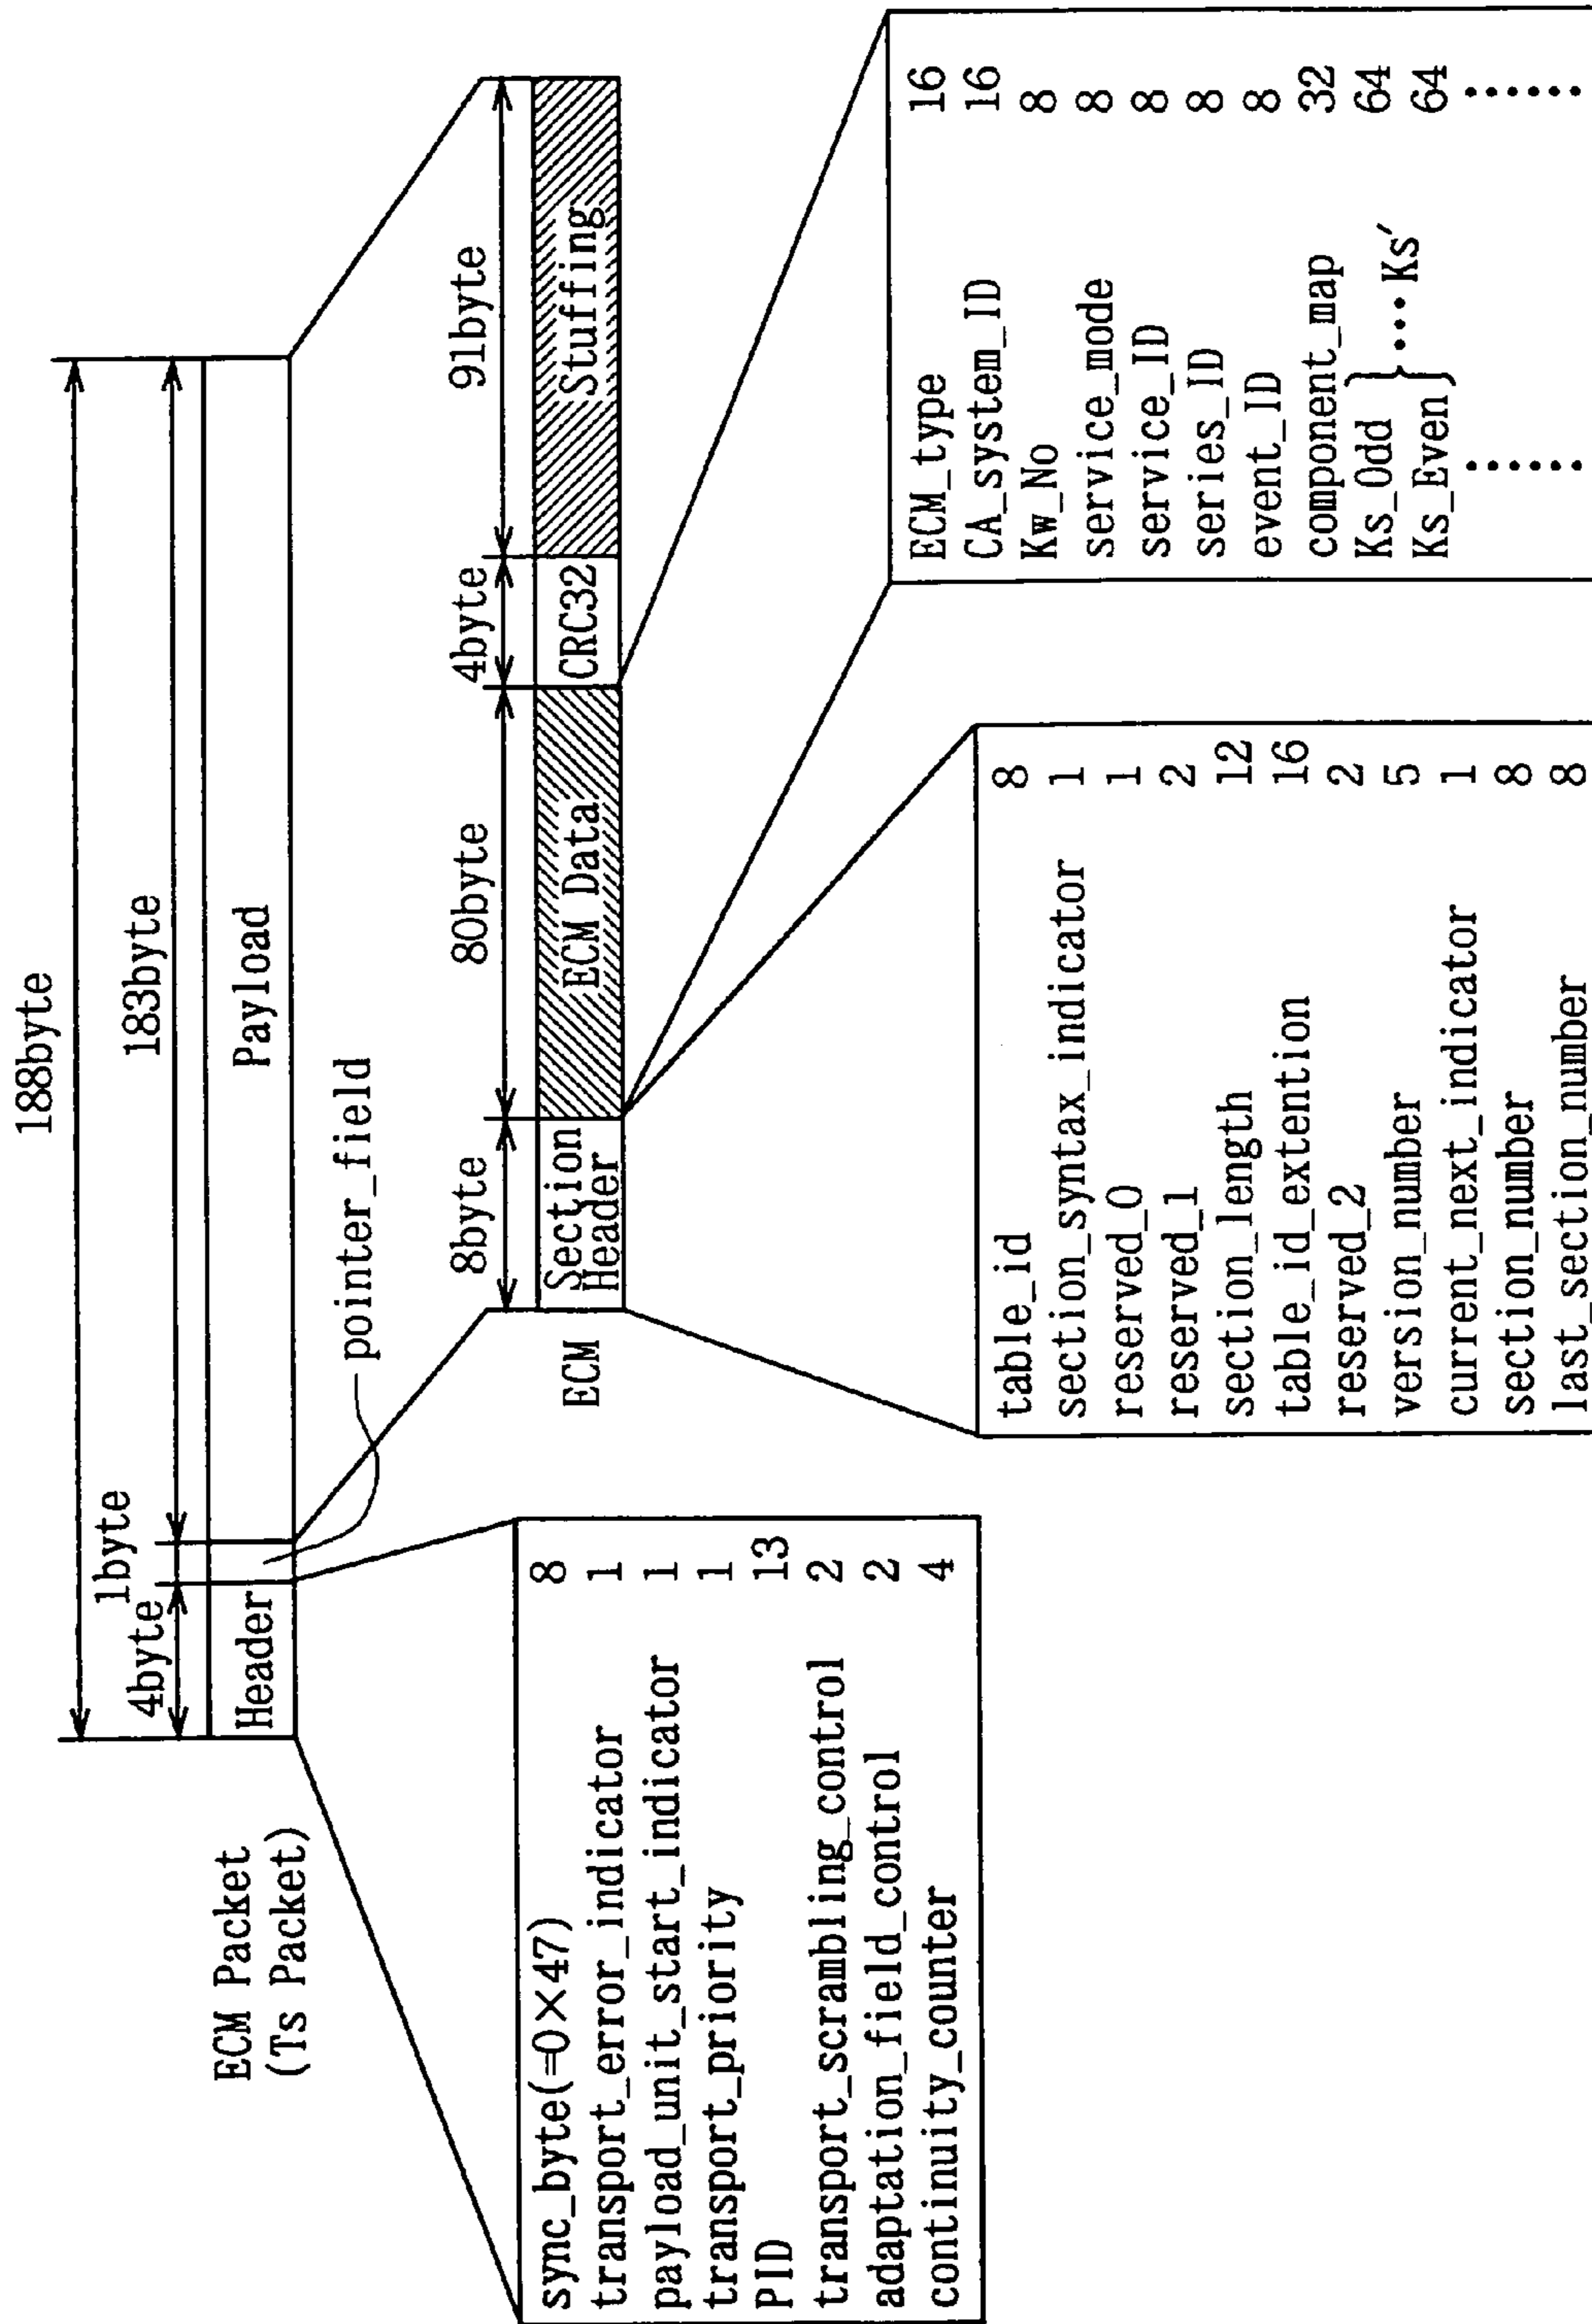 188byte
4byte
1byte
183byte
Header
Payload
pointer_field
ECM Packet
(Ts Packet)
8byte
80byte
4byte
91byte
ECM
Section
Header
ECM Data
CRC32
Stuffing
sync_byte(=0×47) 8
transport_error_indicator 1
payload_unit_start_indicator 1
transport_priority 1
PID 13
transport_scrambling_control 2
adaptation_field_control 2
continuity_counter 4
table_id 8
section_syntax_indicator 1
reserved_0 1
reserved_1 2
section_length 12
table_id_extention 16
reserved_2 2
version_number 5
current_next_indicator 1
section_number 8
last_section_number 8
ECM_type 16
CA_system_ID 16
Kw_No 8
service_mode 8
service_ID 8
series_ID 8
event_ID 8
component_map 32
Ks_Odd 64
Ks_Even 64
}...Ks'
...... ......